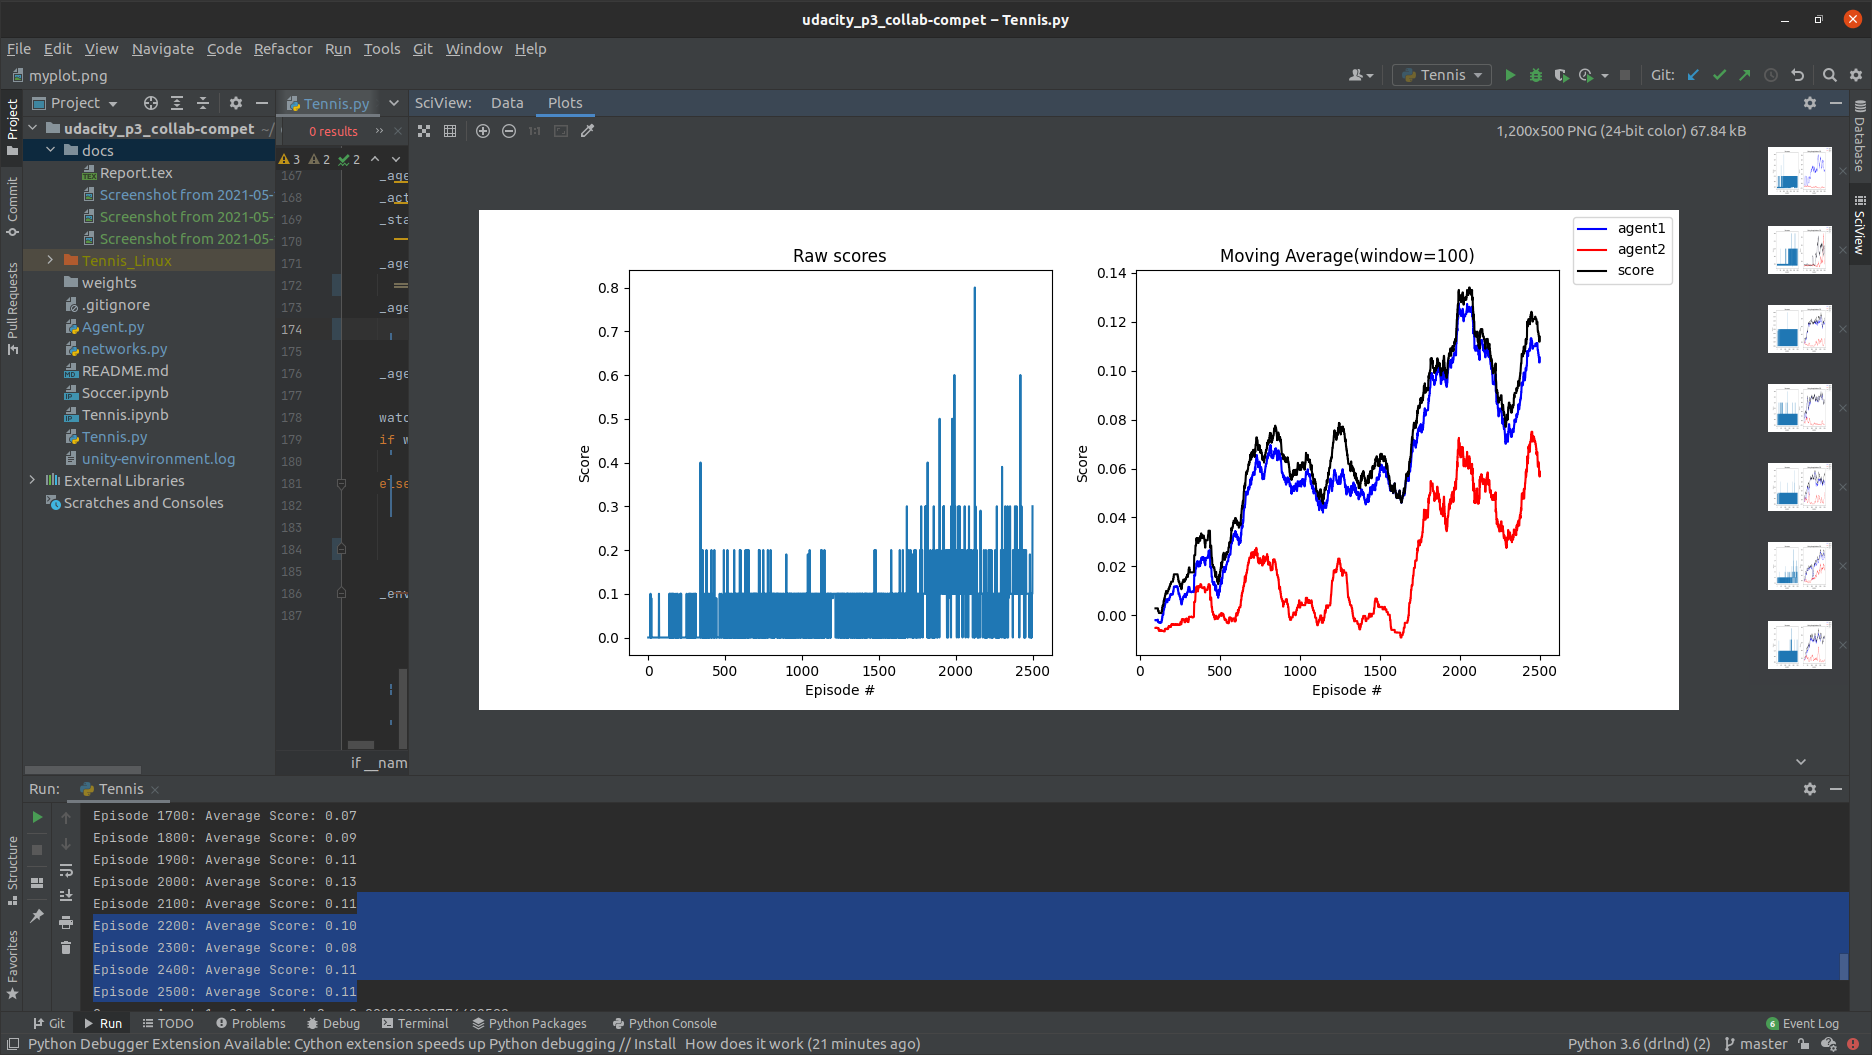 udacity_p3_collab-compet – Tennis.py
File Edit View Navigate Code Refactor Run Tools Git Window Help
myplot.png
Tennis
Git:
Project
Tennis.py
SciView: Data Plots
udacity_p3_collab-compet ~/
0 results
1,200x500 PNG (24-bit color) 67.84 kB
docs
3 2 2
Report.tex
Screenshot from 2021-05-
Screenshot from 2021-05-
Screenshot from 2021-05-
Tennis_Linux
weights
.gitignore
Agent.py
networks.py
README.md
Soccer.ipynb
Tennis.ipynb
Tennis.py
unity-environment.log
External Libraries
Scratches and Consoles
167 _age
168 _act
169 _sta
170
171 _age
172
173 _age
174
175
176 _age
177
178 watc
179 if w
180
181 else
182
183
184
185
186 _env
187
if __nam
Raw scores
Score
0.8
0.7
0.6
0.5
0.4
0.3
0.2
0.1
0.0
0 500 1000 1500 2000 2500
Episode #
Moving Average(window=100)
Score
0.14
0.12
0.10
0.08
0.06
0.04
0.02
0.00
0 500 1000 1500 2000 2500
Episode #
agent1
agent2
score
Project
Commit
Pull Requests
Structure
Favorites
Database
SciView
Run: Tennis
Episode 1700: Average Score: 0.07
Episode 1800: Average Score: 0.09
Episode 1900: Average Score: 0.11
Episode 2000: Average Score: 0.13
Episode 2100: Average Score: 0.11
Episode 2200: Average Score: 0.10
Episode 2300: Average Score: 0.08
Episode 2400: Average Score: 0.11
Episode 2500: Average Score: 0.11
Git Run TODO Problems Debug Terminal Python Packages Python Console
6 Event Log
Python Debugger Extension Available: Cython extension speeds up Python debugging // Install How does it work (21 minutes ago)
Python 3.6 (drlnd) (2) master